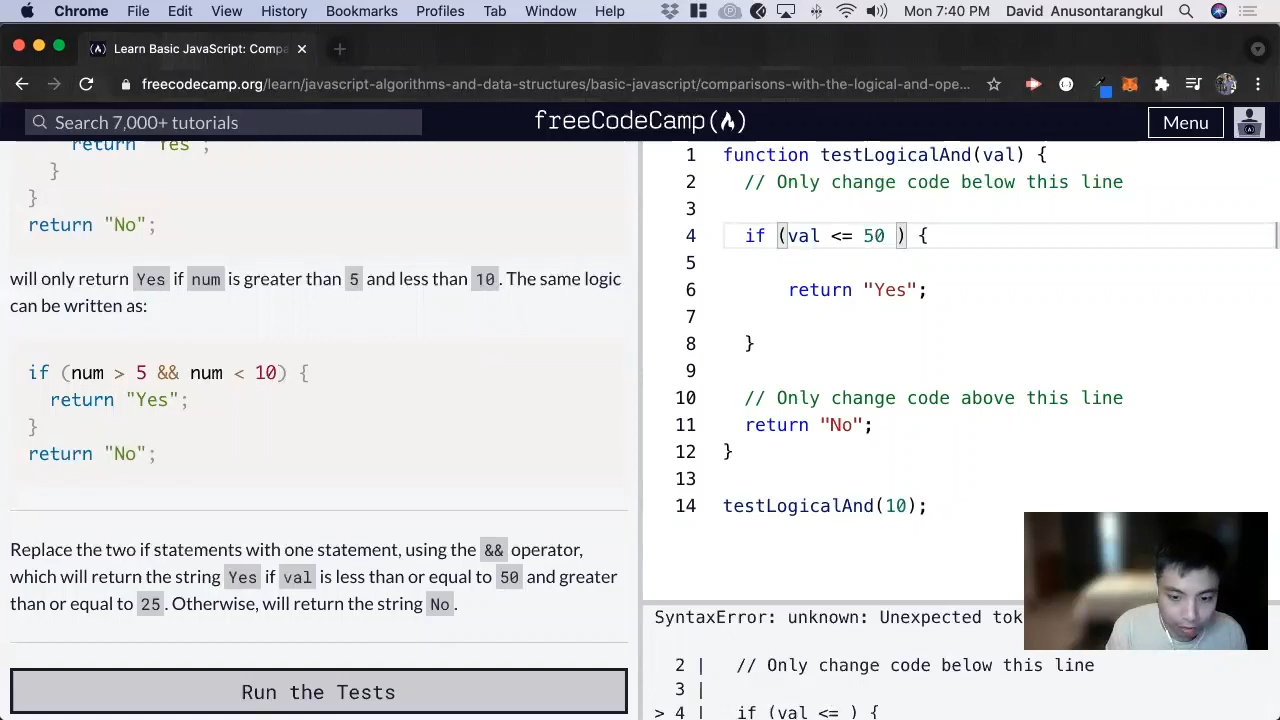 Chrome File Edit View History Bookmarks Profiles Tab Window Help Mon 7:40 PM David Anusontarangkul
Learn Basic JavaScript: Compa
freecodecamp.org/learn/javascript-algorithms-and-data-structures/basic-javascript/comparisons-with-the-logical-and-ope...
Search 7,000+ tutorials
freeCodeCamp
Menu
return "Yes";
}
}
return "No";
will only return Yes if num is greater than 5 and less than 10. The same logic
can be written as:
if (num > 5 && num < 10) {
return "Yes";
}
return "No";
Replace the two if statements with one statement, using the && operator,
which will return the string Yes if val is less than or equal to 50 and greater
than or equal to 25. Otherwise, will return the string No.
Run the Tests
1 function testLogicalAnd(val) {
2 // Only change code below this line
3
4 if (val <= 50 ) {
5
6 return "Yes";
7
8 }
9
10 // Only change code above this line
11 return "No";
12 }
13
14 testLogicalAnd(10);
SyntaxError: unknown: Unexpected tok
2 | // Only change code below this line
3 |
> 4 | if (val <= ) {